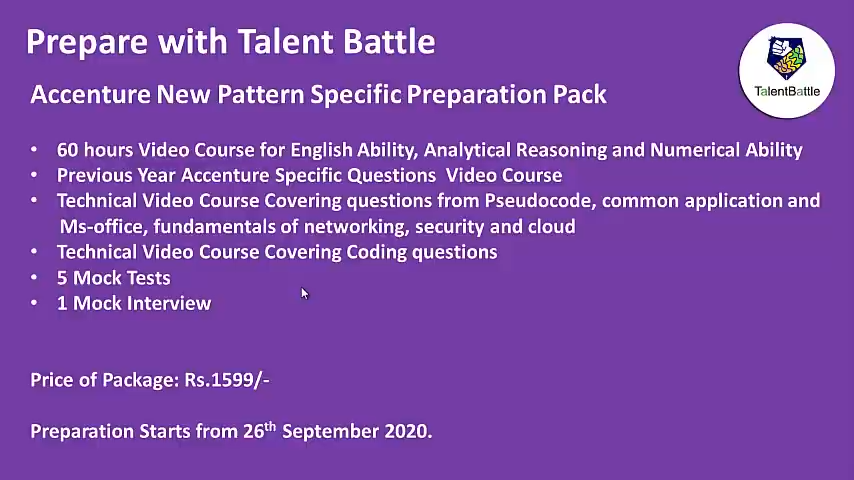 Prepare with Talent Battle
TalentBattle
Accenture New Pattern Specific Preparation Pack
• 60 hours Video Course for English Ability, Analytical Reasoning and Numerical Ability
• Previous Year Accenture Specific Questions  Video Course
• Technical Video Course Covering questions from Pseudocode, common application and
Ms-office, fundamentals of networking, security and cloud
• Technical Video Course Covering Coding questions
• 5 Mock Tests
• 1 Mock Interview
Price of Package: Rs.1599/-
Preparation Starts from 26th September 2020.